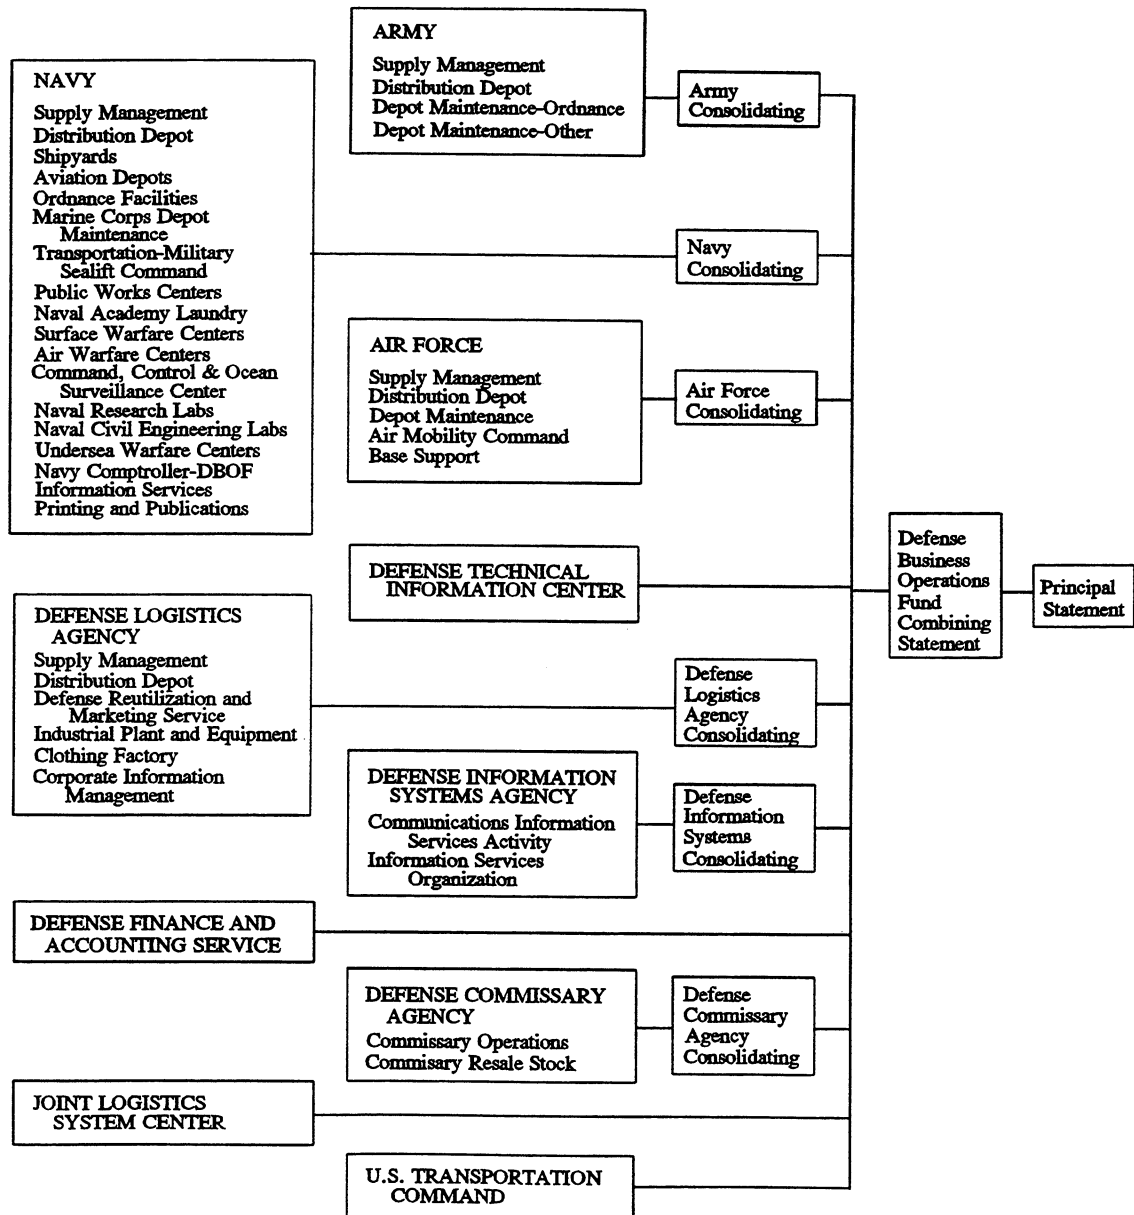 ARMY
Supply Management
Distribution Depot
Depot Maintenance-Ordnance
Depot Maintenance-Other
Army
Consolidating
NAVY
Supply Management
Distribution Depot
Shipyards
Aviation Depots
Ordnance Facilities
Marine Corps Depot
Maintenance
Transportation-Military
Sealift Command
Public Works Centers
Naval Academy Laundry
Surface Warfare Centers
Air Warfare Centers
Command, Control & Ocean
Surveillance Center
Naval Research Labs
Naval Civil Engineering Labs
Undersea Warfare Centers
Navy Comptroller-DBOF
Information Services
Printing and Publications
Navy
Consolidating
AIR FORCE
Supply Management
Distribution Depot
Depot Maintenance
Air Mobility Command
Base Support
Air Force
Consolidating
DEFENSE TECHNICAL
INFORMATION CENTER
Defense
Business
Operations
Fund
Combining
Statement
Principal
Statement
DEFENSE LOGISTICS
AGENCY
Supply Management
Distribution Depot
Defense Reutilization and
Marketing Service
Industrial Plant and Equipment
Clothing Factory
Corporate Information
Management
Defense
Logistics
Agency
Consolidating
DEFENSE INFORMATION
SYSTEMS AGENCY
Communications Information
Services Activity
Information Services
Organization
Defense
Information
Systems
Consolidating
DEFENSE FINANCE AND
ACCOUNTING SERVICE
DEFENSE COMMISSARY
AGENCY
Commissary Operations
Commisary Resale Stock
Defense
Commissary
Agency
Consolidating
JOINT LOGISTICS
SYSTEM CENTER
U.S. TRANSPORTATION
COMMAND